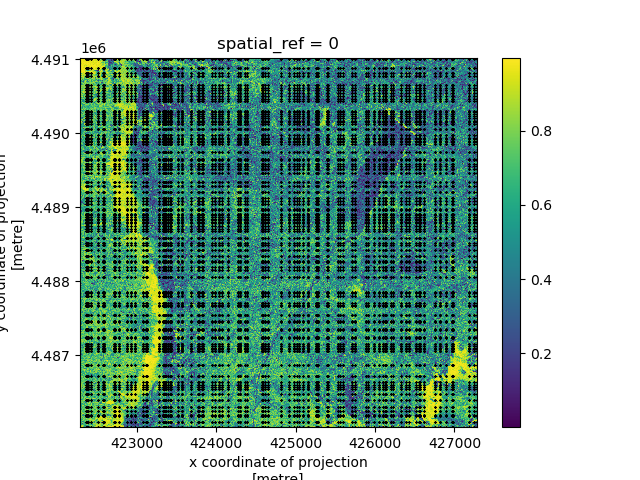 spatial_ref = 0
1e6
4.491
4.490
4.489
4.488
4.487
y coordinate of projection
[metre]
423000 424000 425000 426000 427000
x coordinate of projection
[metre]
0.8
0.6
0.4
0.2